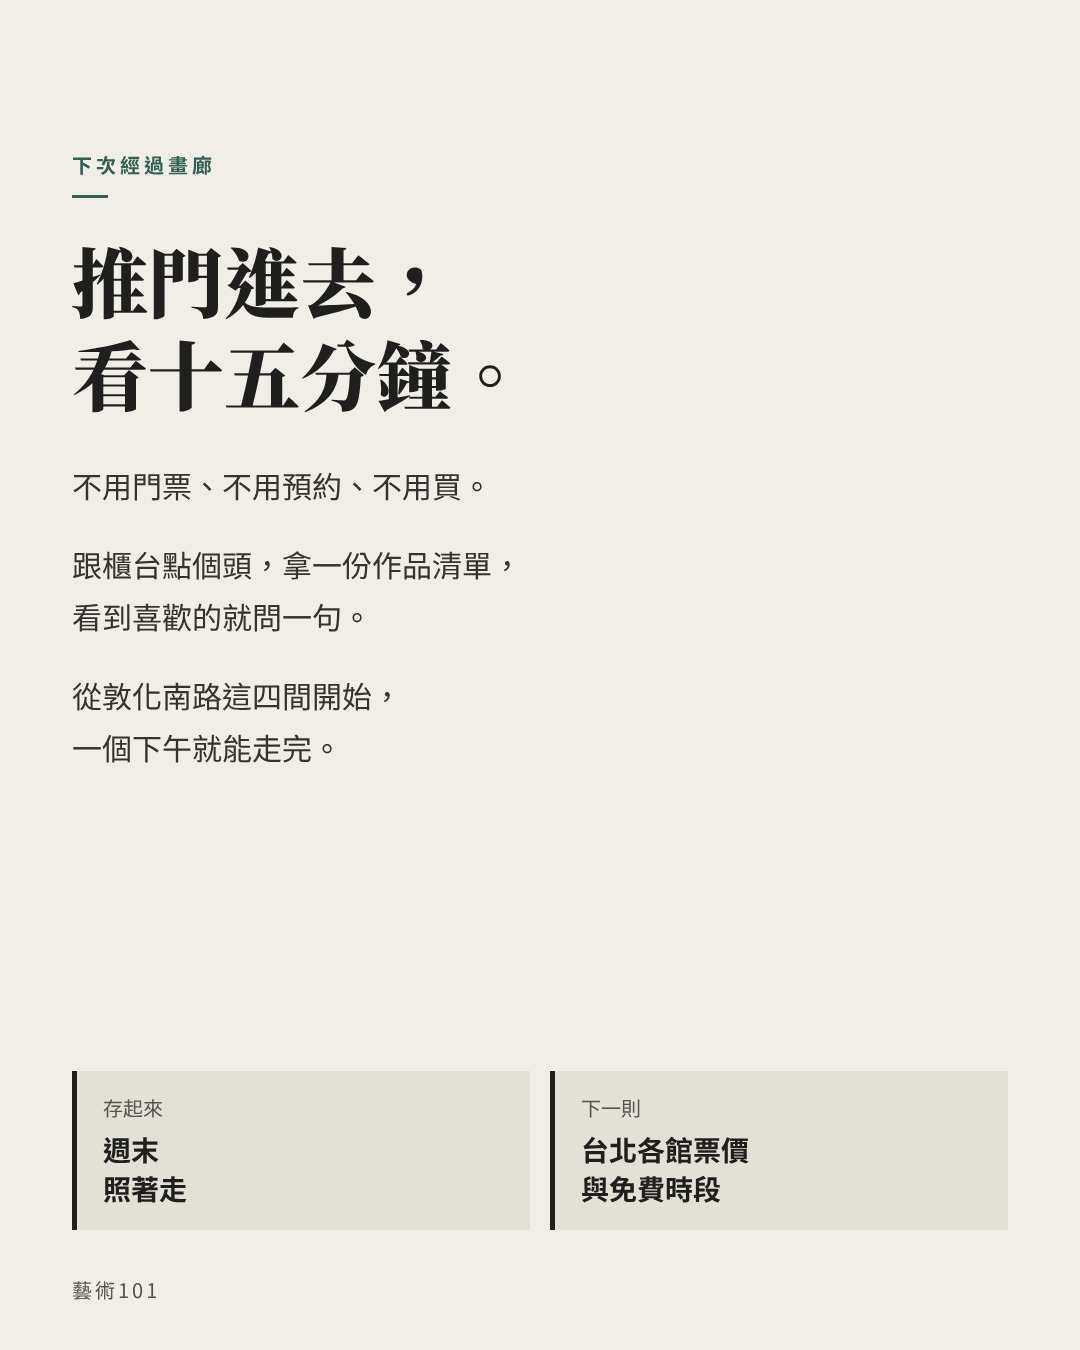 下次經過畫廊
推門進去，
看十五分鐘。
不用門票、不用預約、不用買。
跟櫃台點個頭，拿一份作品清單，
看到喜歡的就問一句。
從敦化南路這四間開始，
一個下午就能走完。
存起來
週末
照著走
下一則
台北各館票價
與免費時段
藝術101